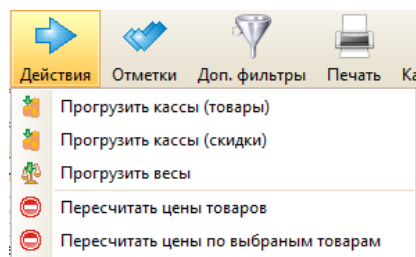 Действия Отметки Доп. фильтры Печать Ка
Прогрузить кассы (товары)
Прогрузить кассы (скидки)
Прогрузить весы
Пересчитать цены товаров
Пересчитать цены по выбраным товарам